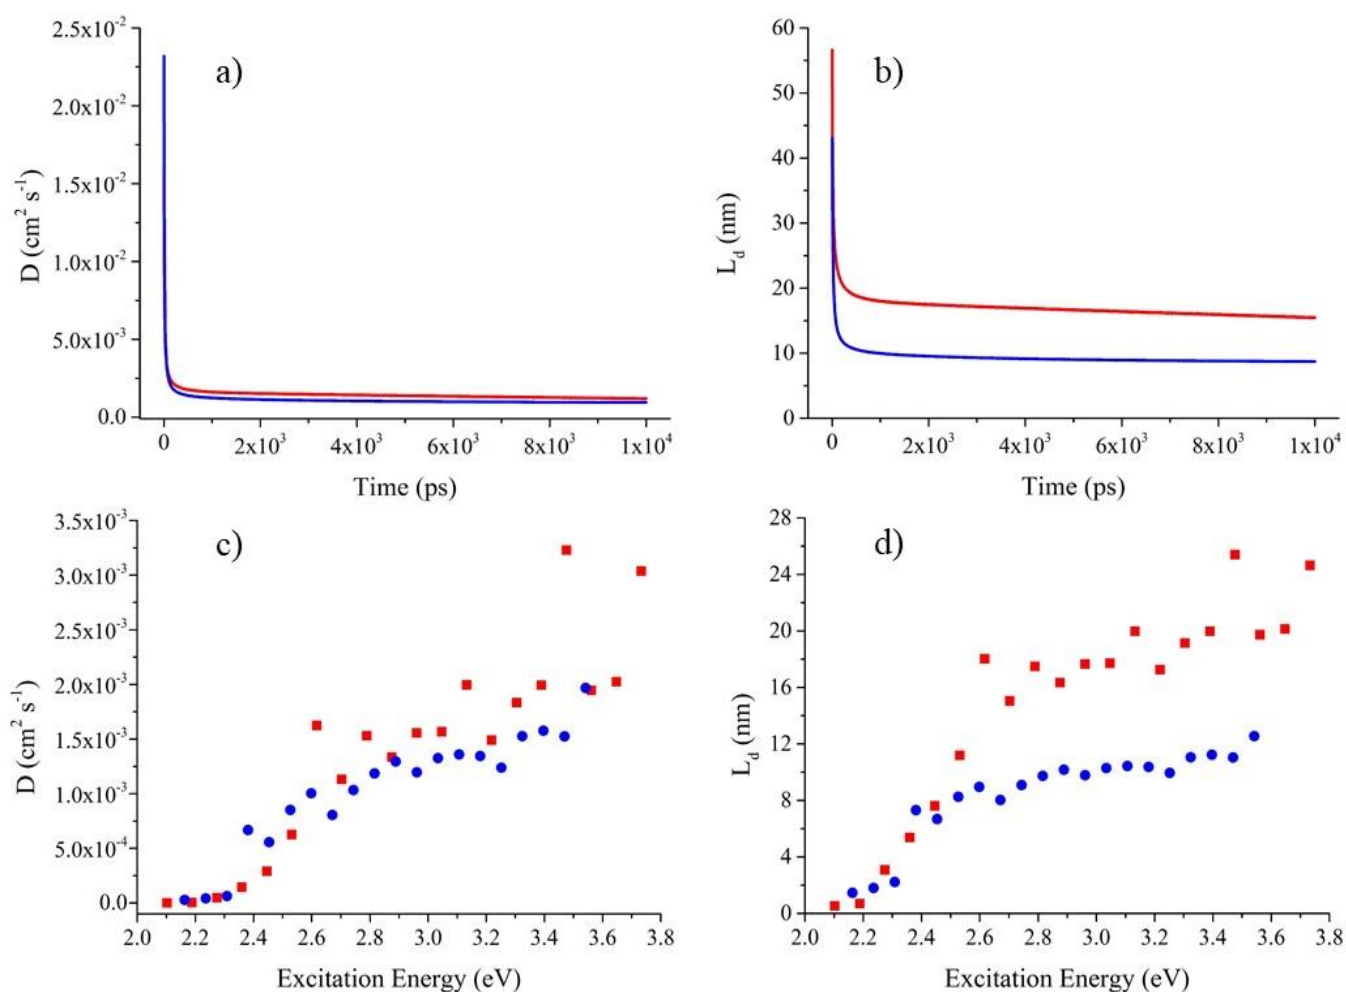 a)
D (cm² s⁻¹)
2.5x10⁻²
2.0x10⁻²
1.5x10⁻²
1.0x10⁻²
5.0x10⁻³
0.0
0 2x10³ 4x10³ 6x10³ 8x10³ 1x10⁴
Time (ps)
b)
L_d (nm)
60
50
40
30
20
10
0
0 2x10³ 4x10³ 6x10³ 8x10³ 1x10⁴
Time (ps)
c)
D (cm² s⁻¹)
3.5x10⁻³
3.0x10⁻³
2.5x10⁻³
2.0x10⁻³
1.5x10⁻³
1.0x10⁻³
5.0x10⁻⁴
0.0
2.0 2.2 2.4 2.6 2.8 3.0 3.2 3.4 3.6 3.8
Excitation Energy (eV)
d)
L_d (nm)
28
24
20
16
12
8
4
0
2.0 2.2 2.4 2.6 2.8 3.0 3.2 3.4 3.6 3.8
Excitation Energy (eV)